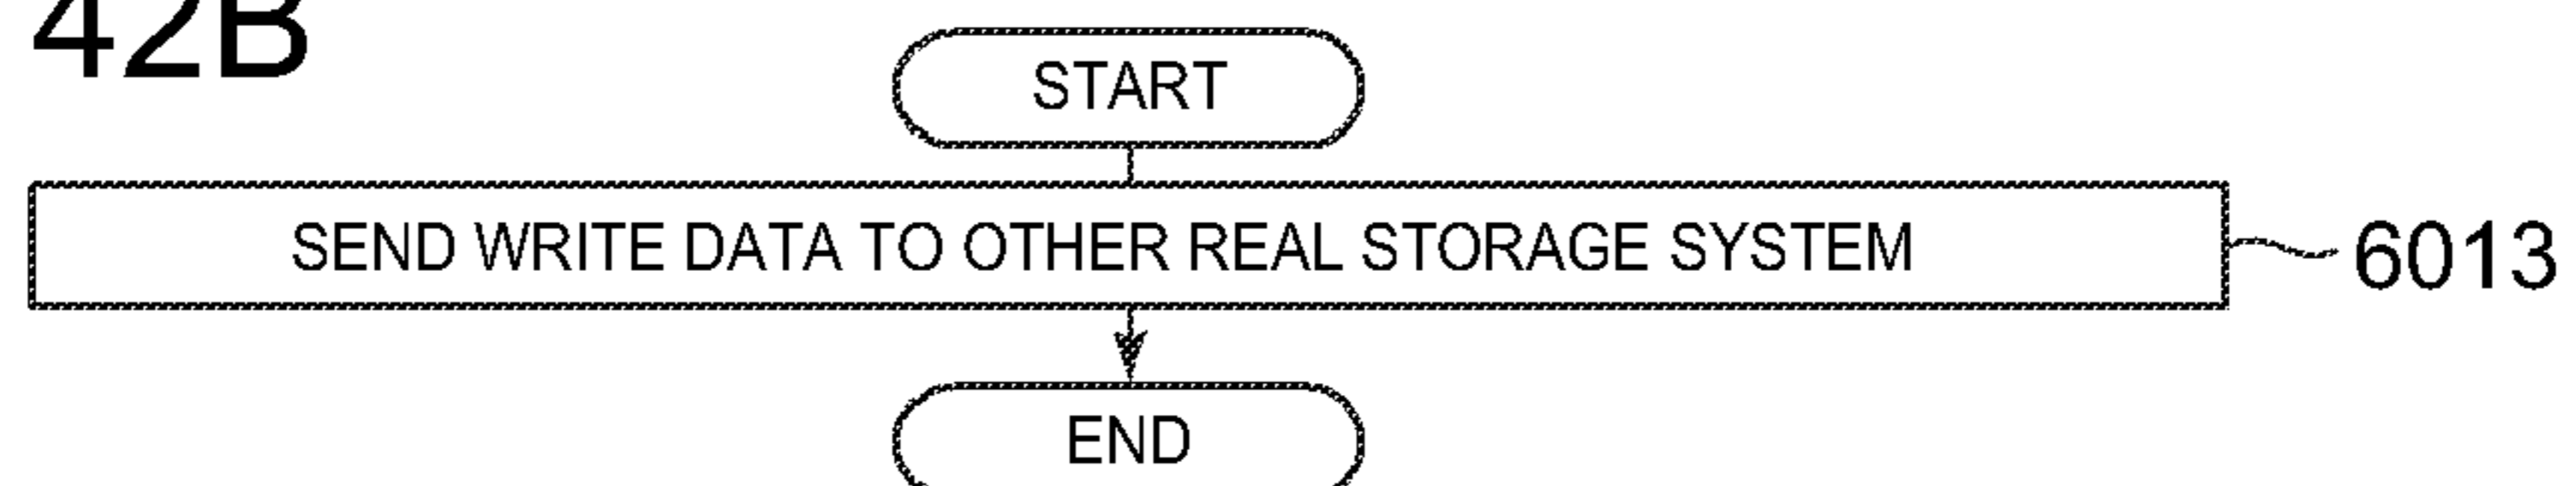 42B
START
SEND WRITE DATA TO OTHER REAL STORAGE SYSTEM
6013
END